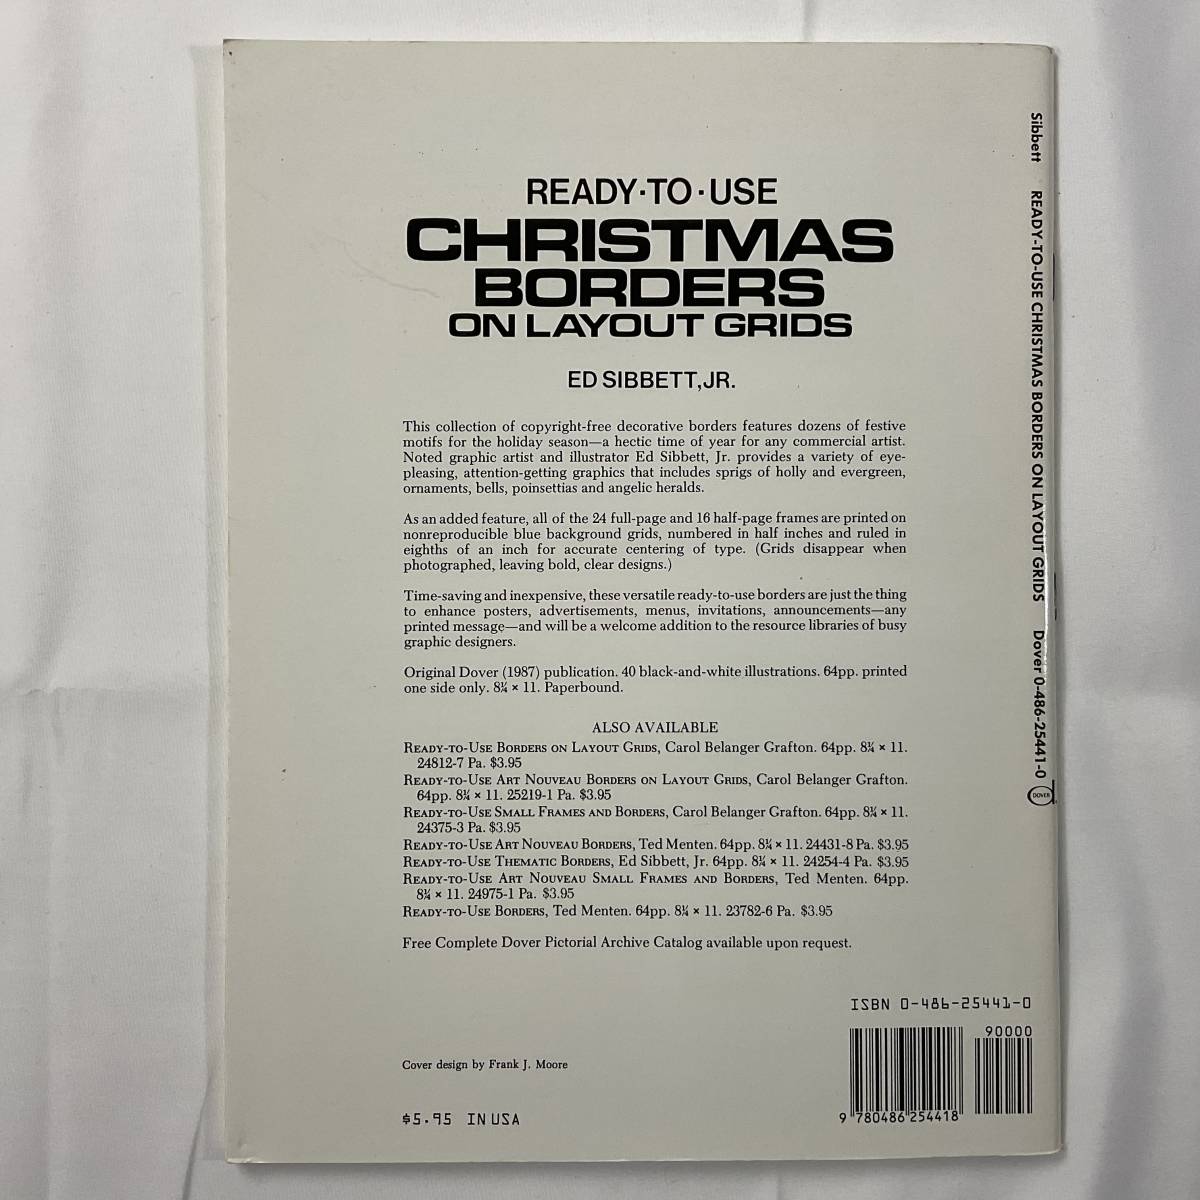 READY·TO·USE
CHRISTMAS
BORDERS
ON LAYOUT GRIDS
ED SIBBETT, JR.
This collection of copyright-free decorative borders features dozens of festive
motifs for the holiday season—a hectic time of year for any commercial artist.
Noted graphic artist and illustrator Ed Sibbett, Jr. provides a variety of eye-
pleasing, attention-getting graphics that includes sprigs of holly and evergreen,
ornaments, bells, poinsettias and angelic heralds.
As an added feature, all of the 24 full-page and 16 half-page frames are printed on
nonreproducible blue background grids, numbered in half inches and ruled in
eighths of an inch for accurate centering of type. (Grids disappear when
photographed, leaving bold, clear designs.)
Time-saving and inexpensive, these versatile ready-to-use borders are just the thing
to enhance posters, advertisements, menus, invitations, announcements—any
printed message—and will be a welcome addition to the resource libraries of busy
graphic designers.
Original Dover (1987) publication. 40 black-and-white illustrations. 64pp. printed
one side only. 8¼ × 11. Paperbound.
ALSO AVAILABLE
READY-TO-USE BORDERS ON LAYOUT GRIDS, Carol Belanger Grafton. 64pp. 8¼ × 11.
24812-7 Pa. $3.95
READY-TO-USE ART NOUVEAU BORDERS ON LAYOUT GRIDS, Carol Belanger Grafton.
64pp. 8¼ × 11. 25219-1 Pa. $3.95
READY-TO-USE SMALL FRAMES AND BORDERS, Carol Belanger Grafton. 64pp. 8¼ × 11.
24375-3 Pa. $3.95
READY-TO-USE ART NOUVEAU BORDERS, Ted Menten. 64pp. 8¼ × 11. 24431-8 Pa. $3.95
READY-TO-USE THEMATIC BORDERS, Ed Sibbett, Jr. 64pp. 8¼ × 11. 24254-4 Pa. $3.95
READY-TO-USE ART NOUVEAU SMALL FRAMES AND BORDERS, Ted Menten. 64pp.
8¼ × 11. 24975-1 Pa. $3.95
READY-TO-USE BORDERS, Ted Menten. 64pp. 8¼ × 11. 23782-6 Pa. $3.95
Free Complete Dover Pictorial Archive Catalog available upon request.
ISBN 0-486-25441-0
90000
Cover design by Frank J. Moore
$5.95 IN USA
9 780486 254418
Sibbett READY-TO-USE CHRISTMAS BORDERS ON LAYOUT GRIDS Dover 0-486-25441-0
DOVER